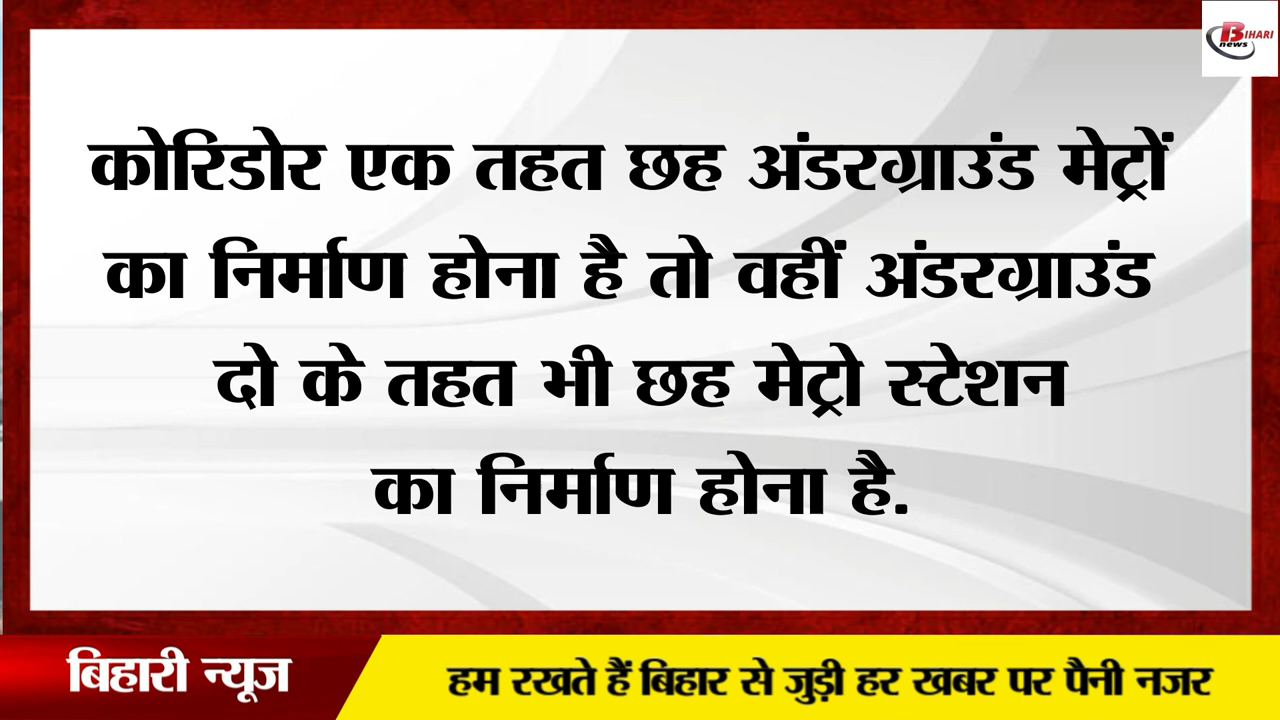 BIHARI
news
कोरिडोर एक तहत छह अंडरग्राउंड मेट्रों
का निर्माण होना है तो वहीं अंडरग्राउंड
दो के तहत भी छह मेट्रो स्टेशन
का निर्माण होना है.
बिहारी न्यूज
हम रखते हैं बिहार से जुड़ी हर खबर पर पैनी नजर